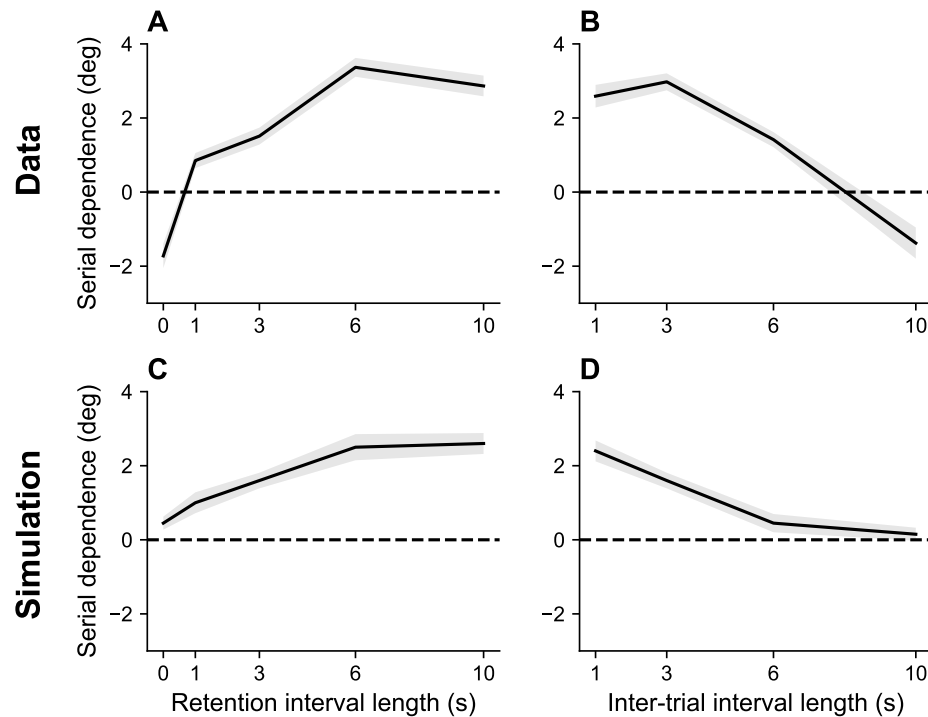 A
B
Data
Serial dependence (deg)
4
2
0
−2
0 1 3 6 10
4
2
0
−2
1 3 6 10
C
D
Simulation
Serial dependence (deg)
4
2
0
−2
0 1 3 6 10
Retention interval length (s)
4
2
0
−2
1 3 6 10
Inter-trial interval length (s)